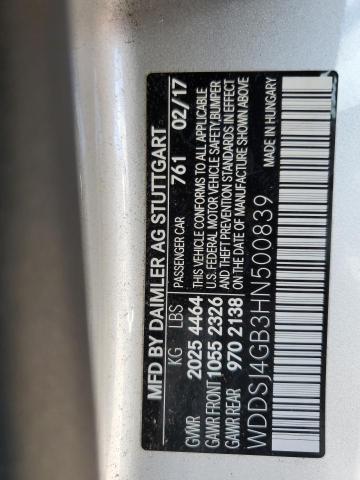 MFD BY DAIMLER AG STUTTGART
KG LBS PASSENGER CAR 761 02/17
GVWR 2025 4464 THIS VEHICLE CONFORMS TO ALL APPLICABLE
GAWR FRONT 1055 2326 U.S. FEDERAL MOTOR VEHICLE SAFETY, BUMPER
GAWR REAR 970 2138 AND THEFT PREVENTION STANDARDS IN EFFECT
ON THE DATE OF MANUFACTURE SHOWN ABOVE
WDDSJ4GB3HN500839 MADE IN HUNGARY